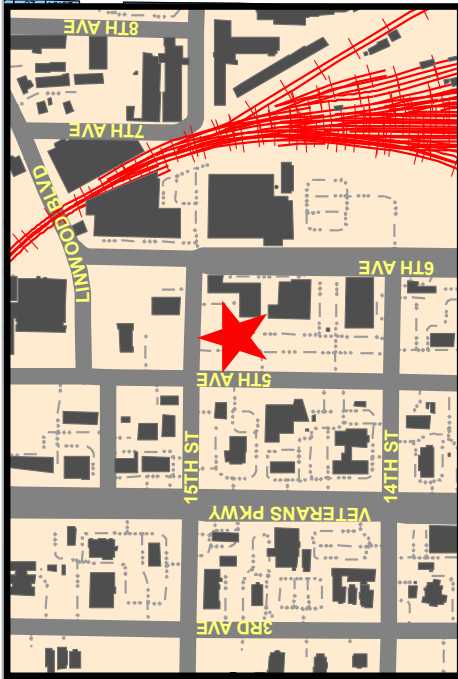 8TH AVE
7TH AVE
LINWOOD BLVD
6TH AVE
5TH AVE
15TH ST
14TH ST
VETERANS PKWY
3RD AVE